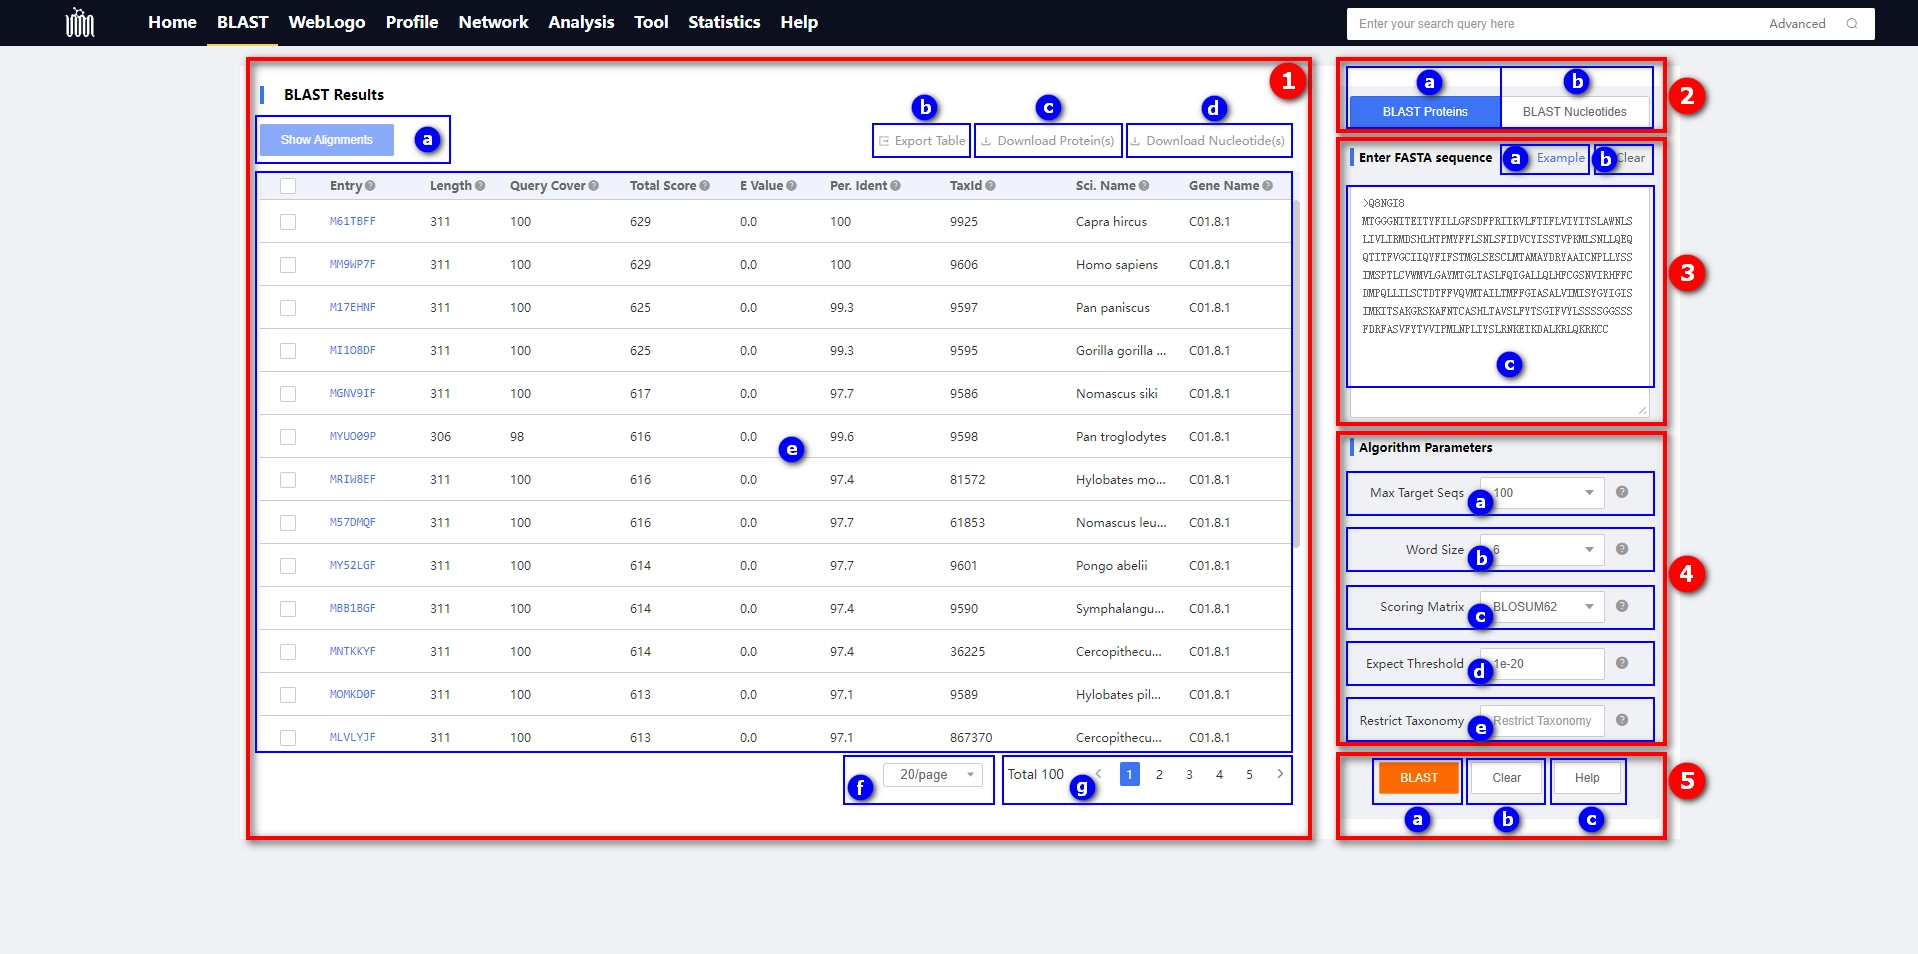 Home BLAST WebLogo Profile Network Analysis Tool Statistics Help
Enter your search query here Advanced
1
BLAST Results
Show Alignments a
b c d
Export Table Download Protein(s) Download Nucleotide(s)
Entry Length Query Cover Total Score E Value Per. Ident TaxId Sci. Name Gene Name
M61TBFF 311 100 629 0.0 100 9925 Capra hircus C01.8.1
MM9WP7F 311 100 629 0.0 100 9606 Homo sapiens C01.8.1
M17EHNF 311 100 625 0.0 99.3 9597 Pan paniscus C01.8.1
MI1O8DF 311 100 625 0.0 99.3 9595 Gorilla gorilla ... C01.8.1
MGNV9IF 311 100 617 0.0 97.7 9586 Nomascus siki C01.8.1
MYUO09P 306 98 616 0.0 99.6 9598 Pan troglodytes C01.8.1
e
MRIW8EF 311 100 616 0.0 97.4 81572 Hylobates mo... C01.8.1
M57DMQF 311 100 616 0.0 97.7 61853 Nomascus leu... C01.8.1
MY52LGF 311 100 614 0.0 97.7 9601 Pongo abelii C01.8.1
MBB1BGF 311 100 614 0.0 97.4 9590 Symphalangu... C01.8.1
MNTKKYF 311 100 614 0.0 97.4 36225 Cercopithecu... C01.8.1
MOMKD0F 311 100 613 0.0 97.1 9589 Hylobates pil... C01.8.1
MLVLYJF 311 100 613 0.0 97.1 867370 Cercopithecu... C01.8.1
f 20/page g Total 100 1 2 3 4 5
a b
BLAST Proteins BLAST Nucleotides
2
Enter FASTA sequence a Example b Clear
>Q8NGI8
MTGGGNITEITYFILLGFSDFPRIIKVLFTIFLVIYITSLAWNLS
LIVLIRMDSHLHTPMYFFLSNLSFIDVCYISSTVPKMLSNLLQEQ
QTITFVGCIIQYFIFSTMGLSESCLMTAMAYDRYAAICNPLLYSS
IMSPTLCVWMVLGAYMTGLTASLFQIGALLQLHFCGSNVIRHFFC
DMPQLLILSCTDTFFVQVMTAILTMFFGIASALVIMISYGYIGIS
IMKITSAKGRSKAFNTCASHLTAVSLFYTSGIFVYLSSSSGGSSS
FDRFASVFYTVVIPMLNPLIYSLRNKEIKDALKRLQKRKCC
c
3
Algorithm Parameters
Max Target Seqs a 100
Word Size b 6
Scoring Matrix c BLOSUM62
Expect Threshold d 1e-20
Restrict Taxonomy e Restrict Taxonomy
4
BLAST Clear Help
a b c
5